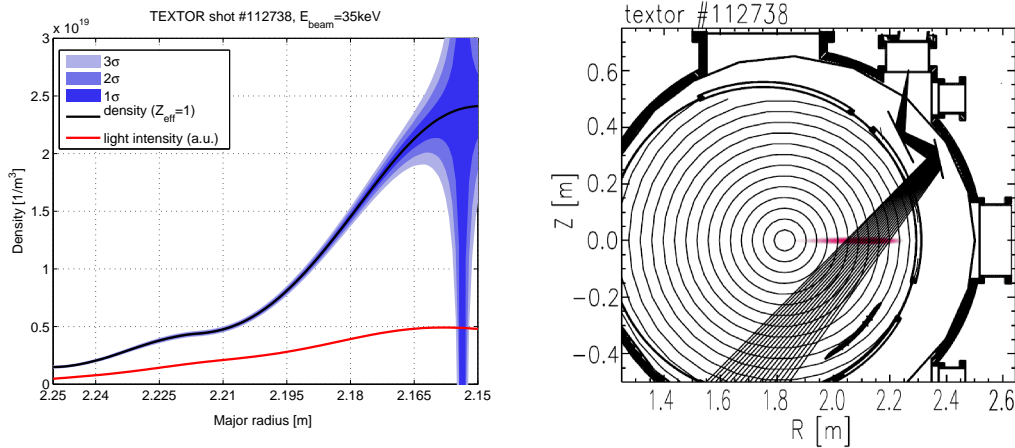 TEXTOR shot #112738, E_beam=35keV
x 10^19
3σ
2σ
1σ
density (Z_eff=1)
light intensity (a.u.)
3
2.5
2
1.5
1
0.5
0
Density [1/m^3]
2.25 2.24 2.225 2.21 2.195 2.18 2.165 2.15
Major radius [m]
textor #112738
0.6
0.4
0.2
0.0
−0.2
−0.4
Z [m]
1.4 1.6 1.8 2.0 2.2 2.4 2.6
R [m]